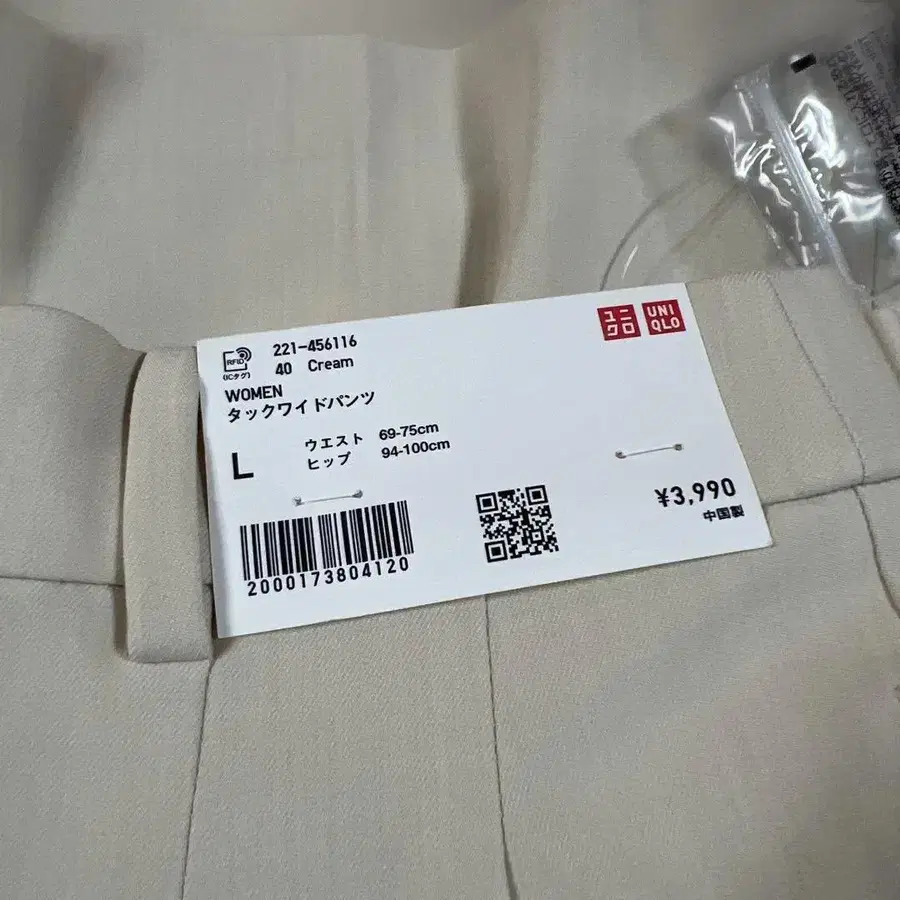 ユニ
クロ
UNI
QLO
RFID
(ICタグ)
221-456116
40 Cream
WOMEN
タックワイドパンツ
L
ウエスト 69-75cm
ヒップ 94-100cm
2000173804120
¥3,990
中国製